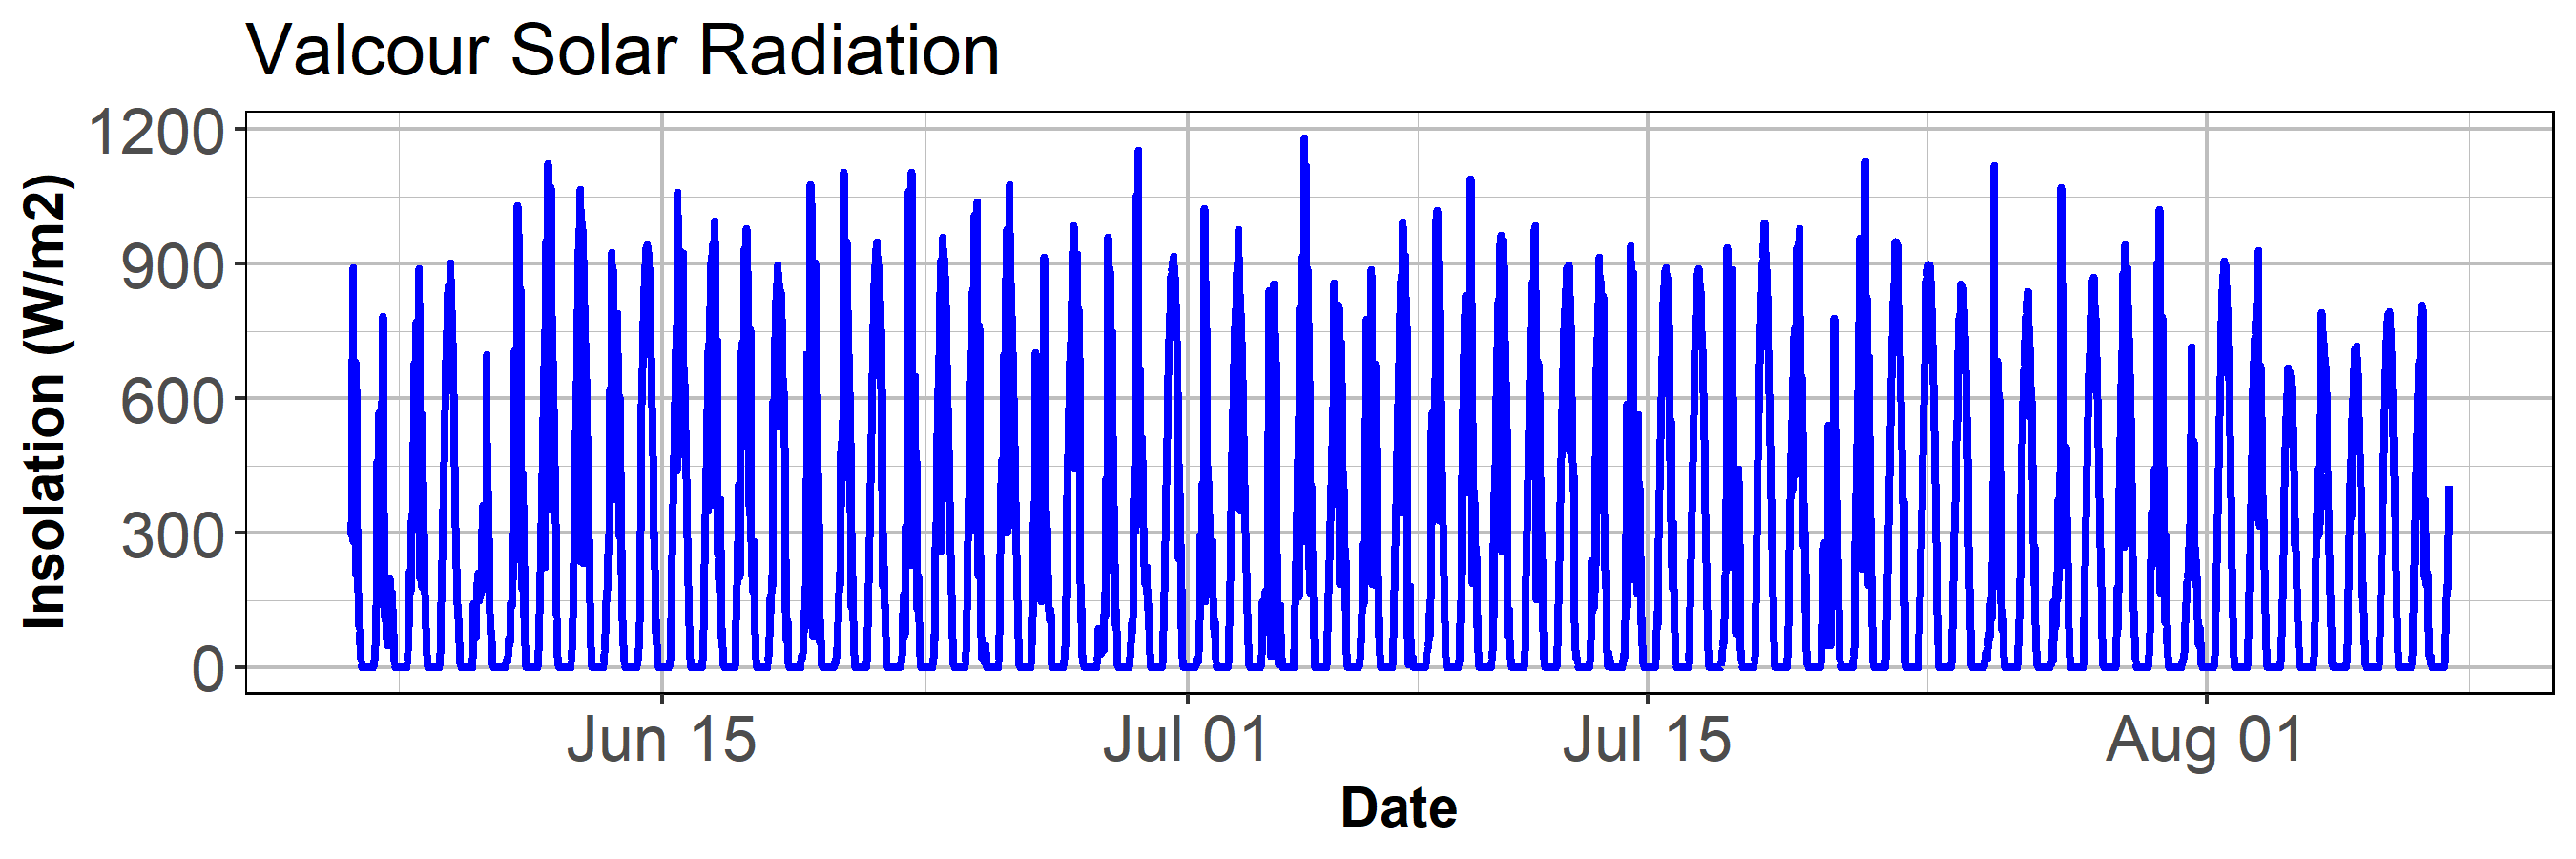 Valcour Solar Radiation
1200
900
600
300
0
Insolation (W/m2)
Jun 15
Jul 01
Jul 15
Aug 01
Date